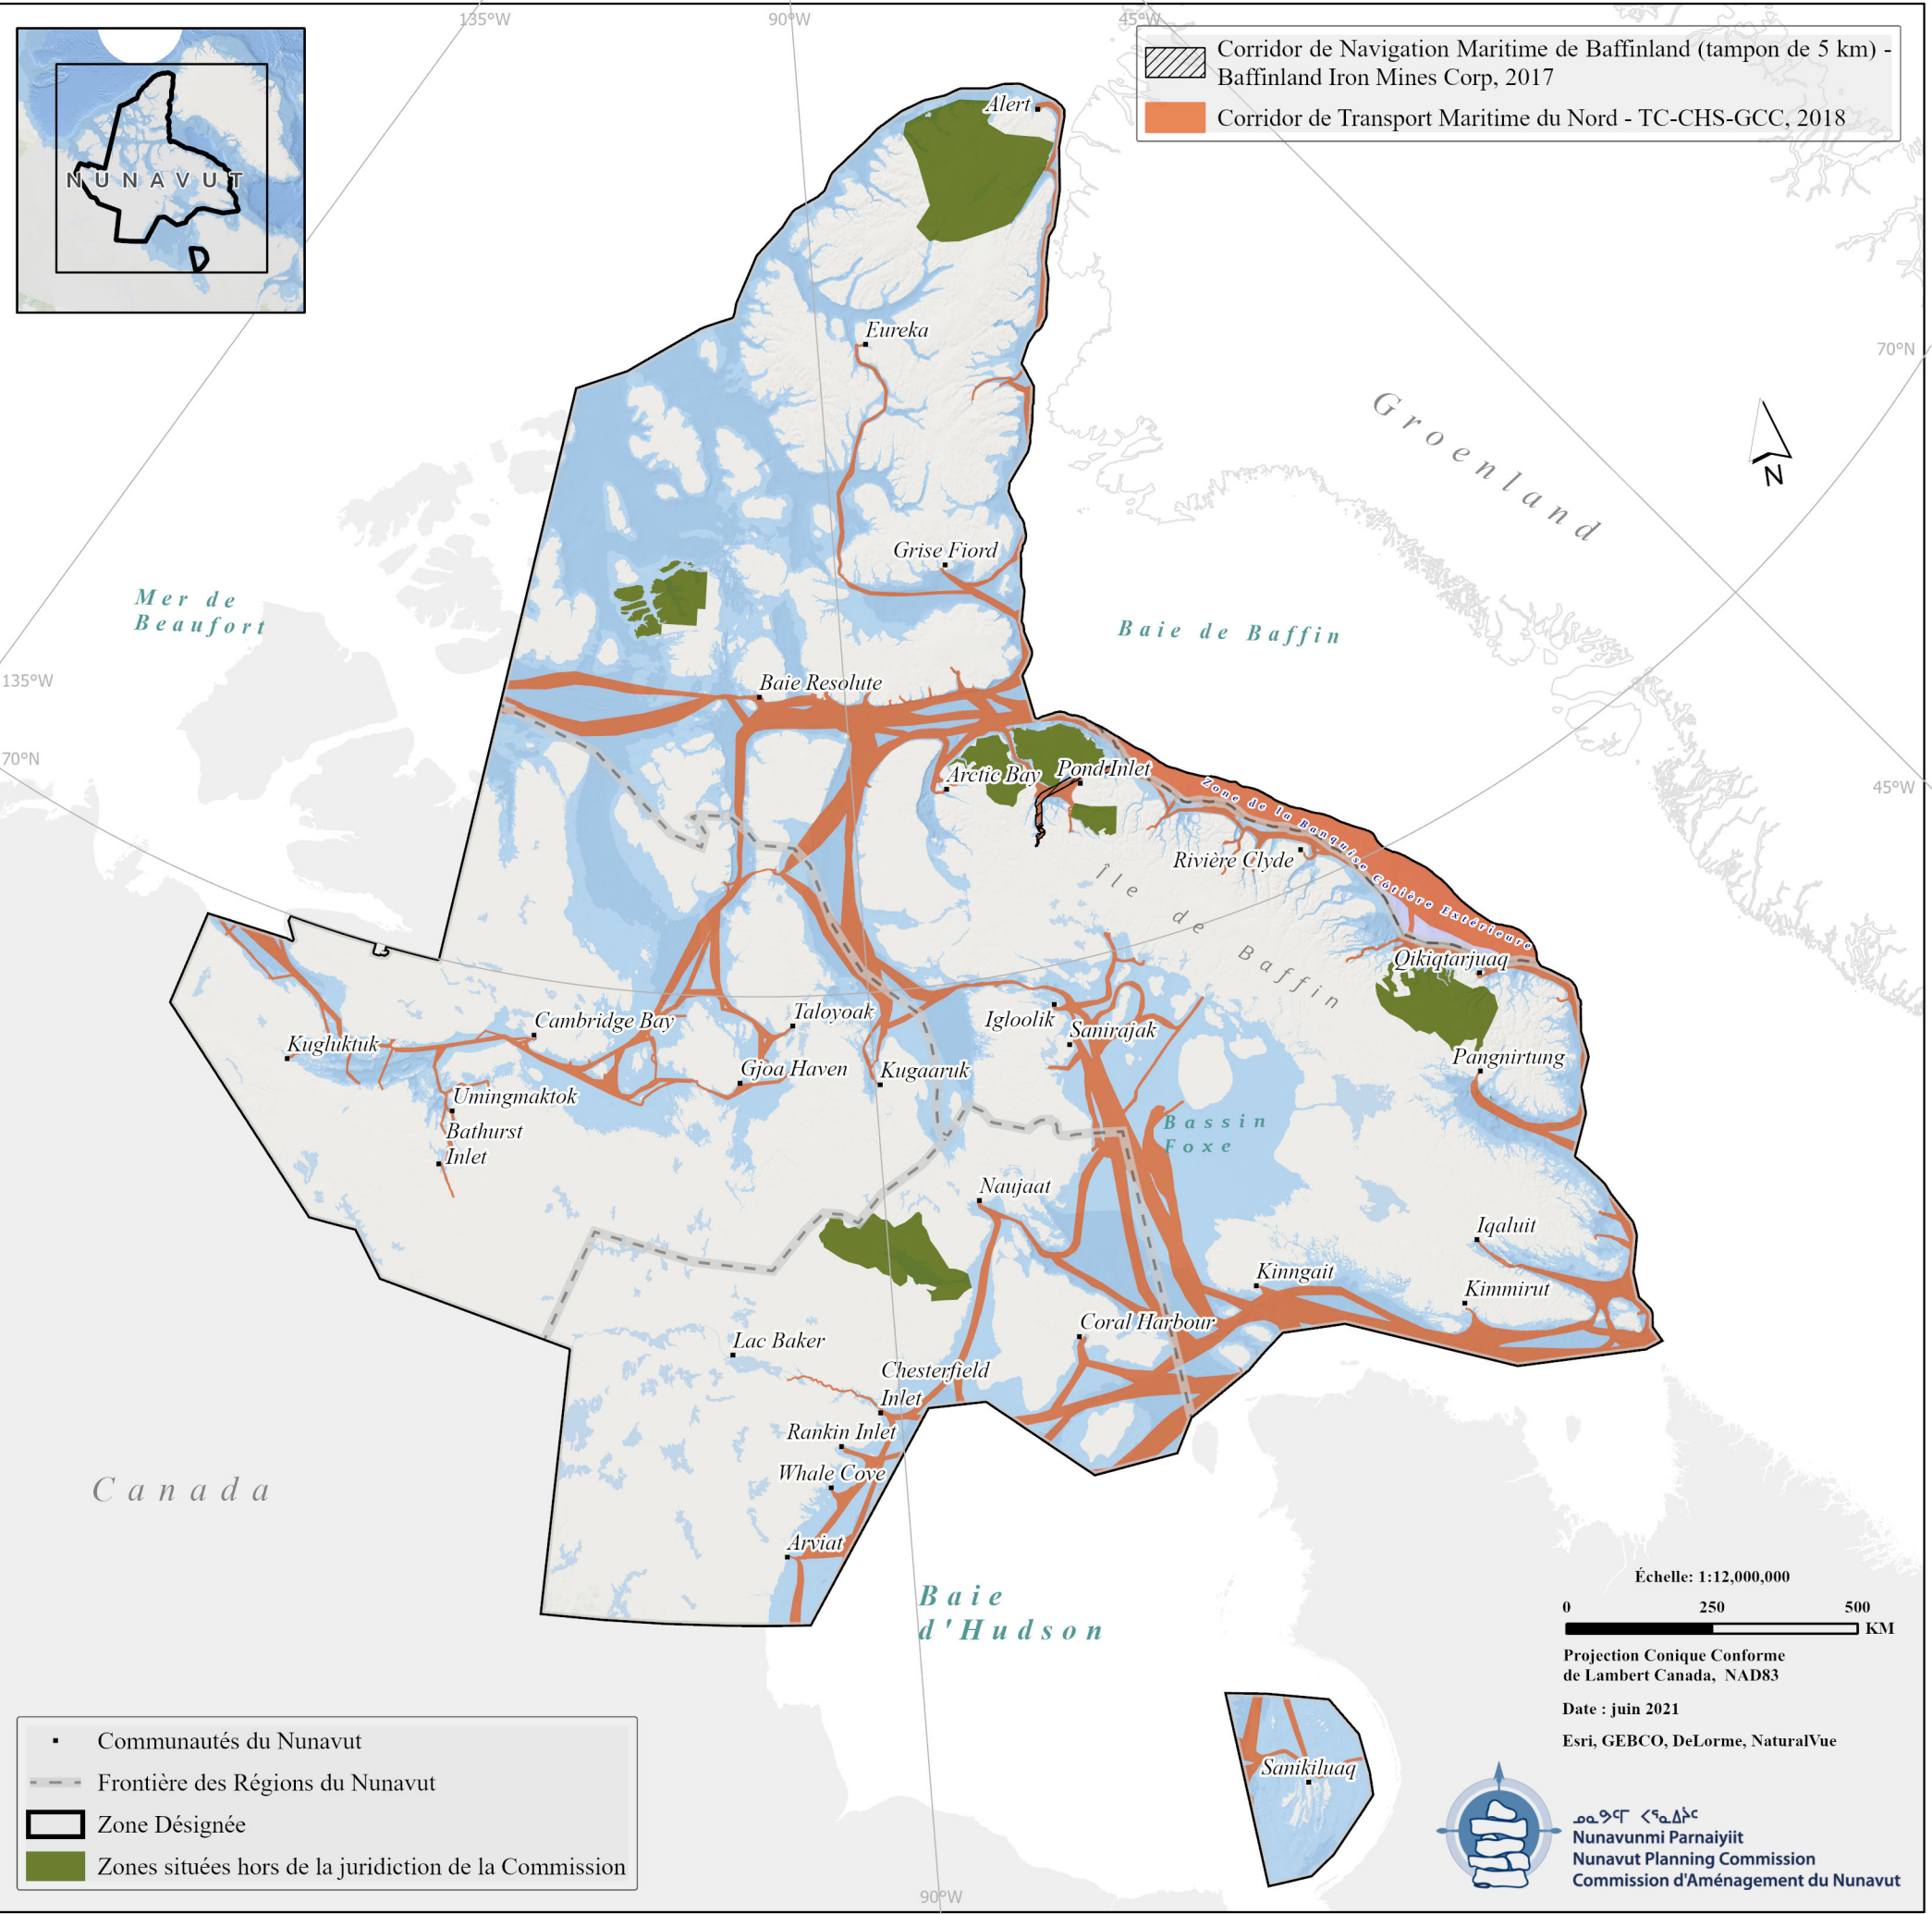 135°W
90°W
45°W
Corridor de Navigation Maritime de Baffinland (tampon de 5 km) -
Baffinland Iron Mines Corp, 2017
Corridor de Transport Maritime du Nord - TC-CHS-GCC, 2018
NUNAVUT
Alert
Eureka
70°N
Groenland
N
Grise Fiord
Mer de
Beaufort
Baie de Baffin
135°W
Baie Resolute
70°N
Arctic Bay
Pond Inlet
45°W
Zone de la Banquise Côtière Extérieure
Rivière Clyde
Île de Baffin
Qikiqtarjuaq
Cambridge Bay
Taloyoak
Igloolik
Sanirajak
Kugluktuk
Gjoa Haven
Kugaaruk
Pangnirtung
Umingmaktok
Bathurst
Inlet
Bassin
Foxe
Naujaat
Iqaluit
Kinngait
Kimmirut
Coral Harbour
Lac Baker
Chesterfield
Inlet
Rankin Inlet
Whale Cove
Canada
Arviat
Baie
d'Hudson
Échelle: 1:12,000,000
0 250 500
KM
Projection Conique Conforme
de Lambert Canada, NAD83
Date : juin 2021
Esri, GEBCO, DeLorme, NaturalVue
Sanikiluaq
Communautés du Nunavut
Frontière des Régions du Nunavut
Zone Désignée
Zones situées hors de la juridiction de la Commission
ᓄᓇᕗᑦᒥ ᐸᕐᓇᐃᔩᑦ
Nunavunmi Parnaiyiit
Nunavut Planning Commission
Commission d'Aménagement du Nunavut
90°W